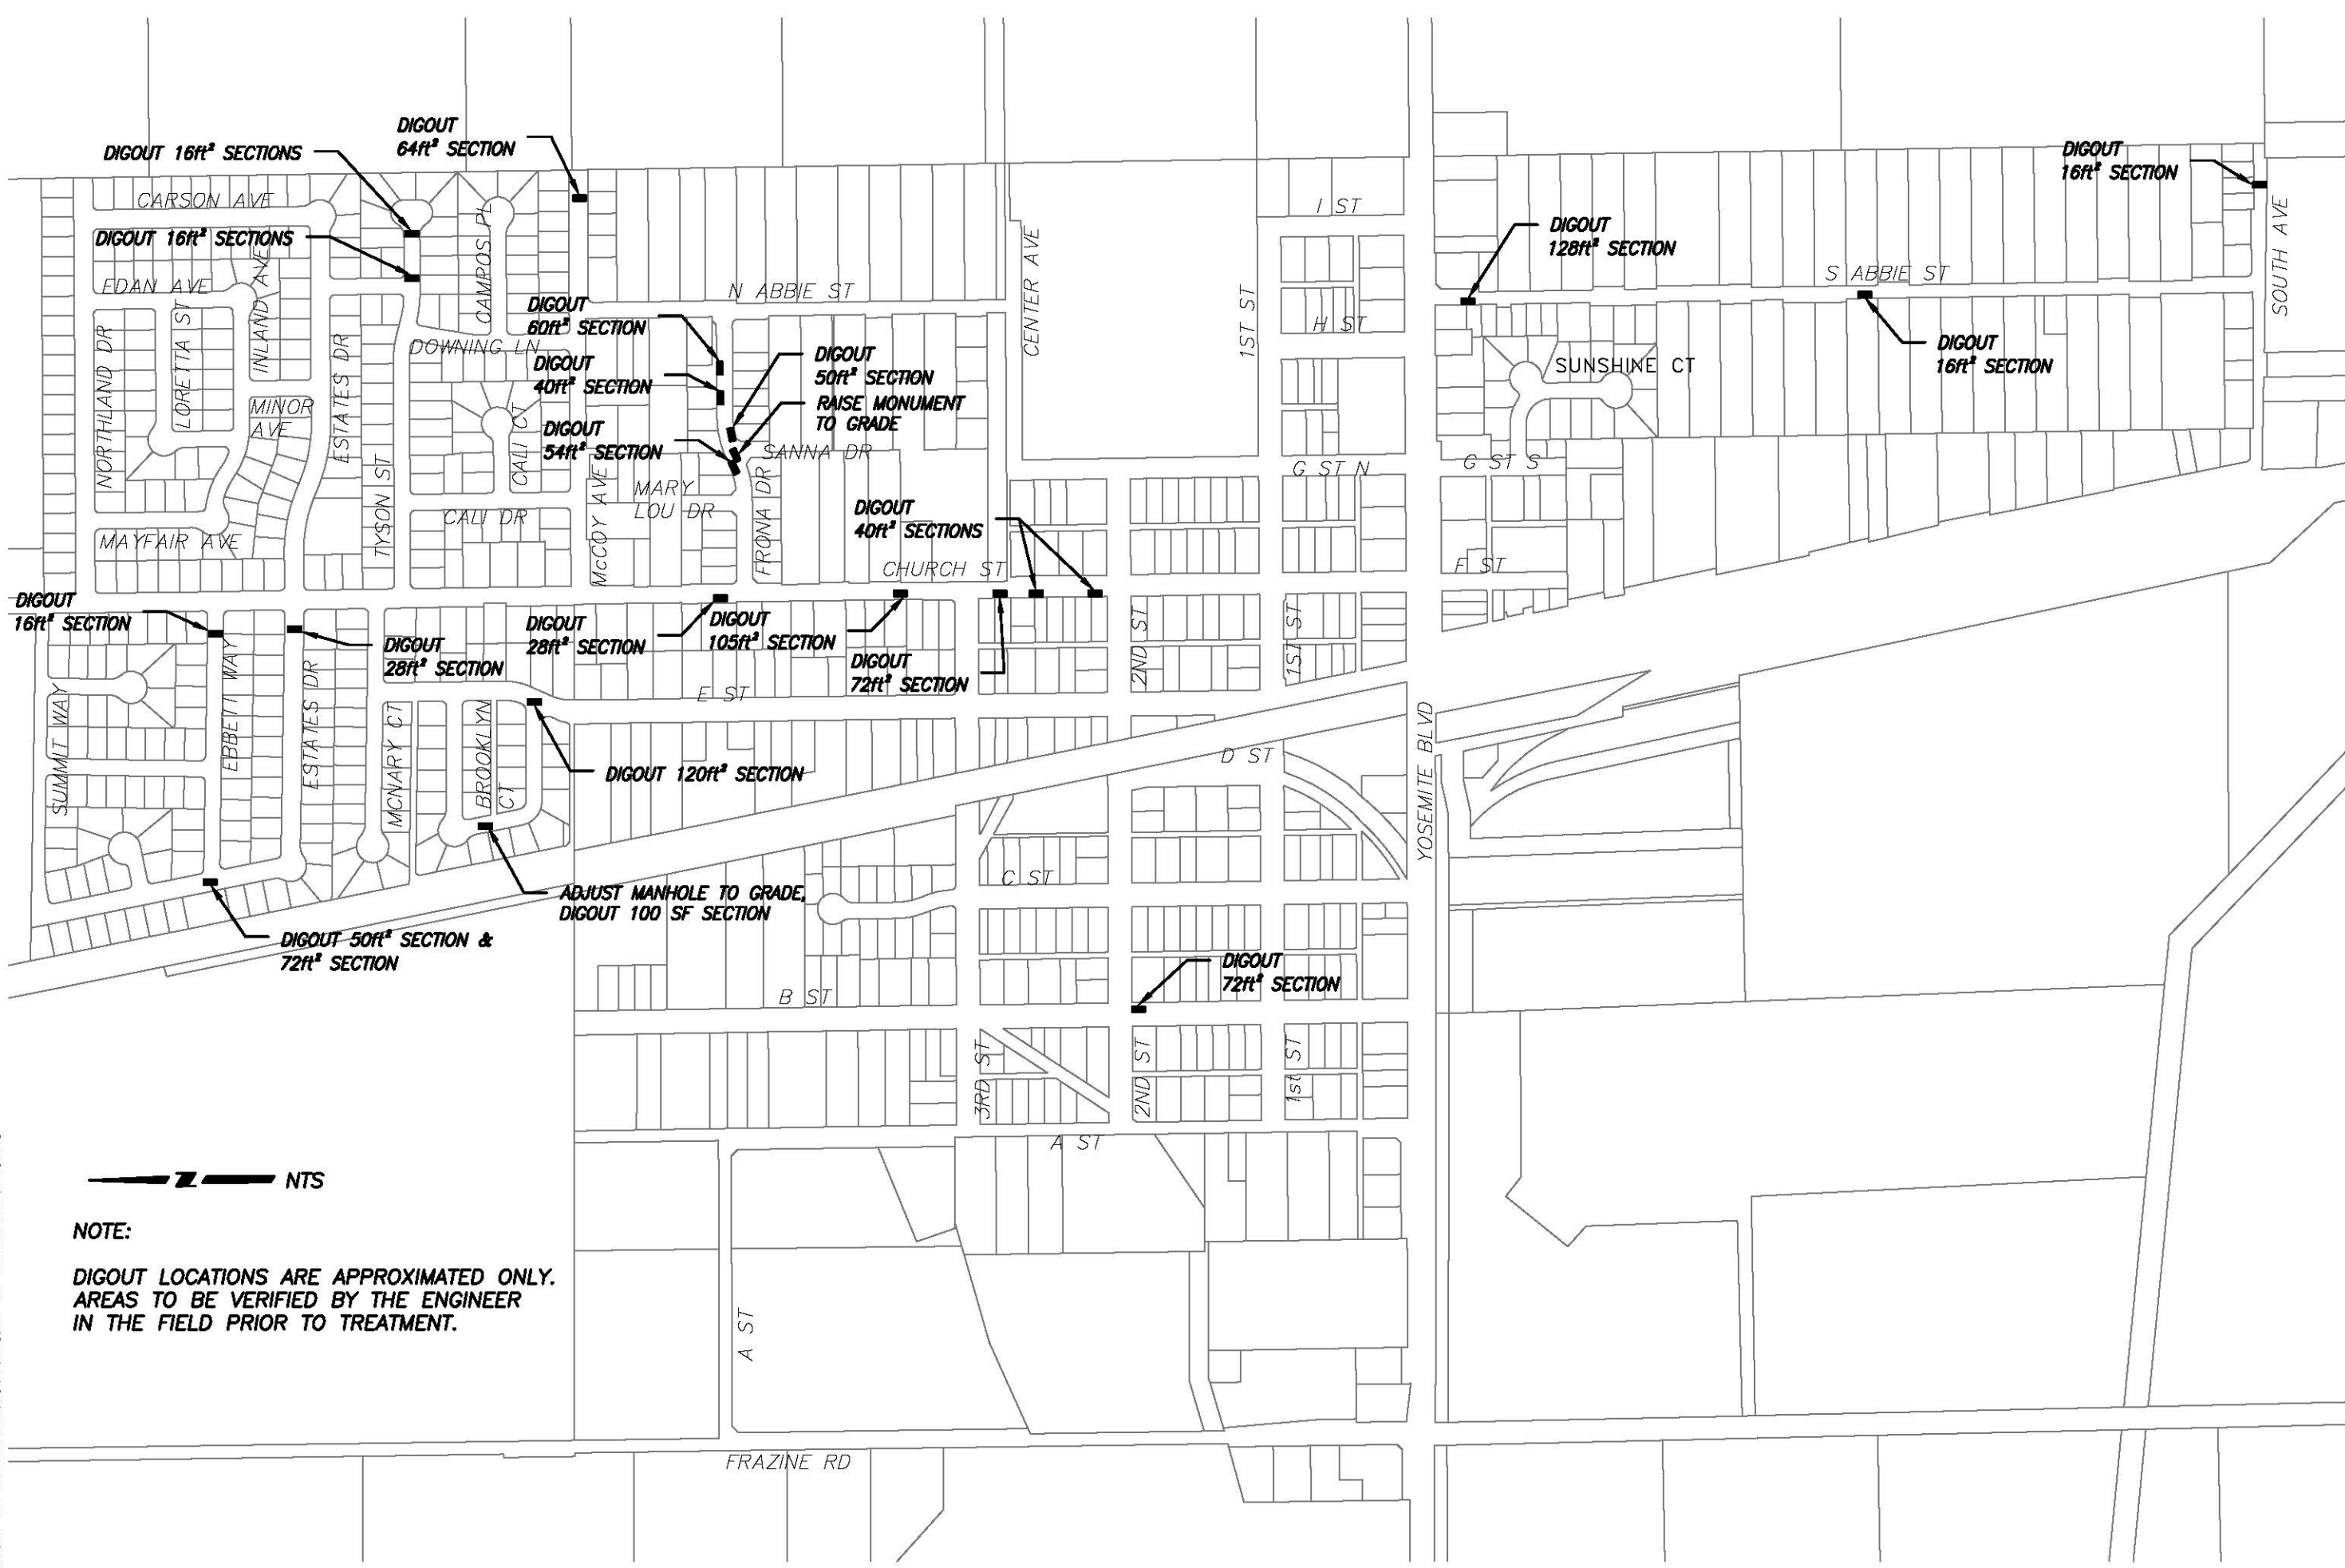 DIGOUT
64ft² SECTION
DIGOUT 16ft² SECTIONS
DIGOUT
16ft² SECTION
CARSON AVE
CAMPOS PL
I ST
SOUTH AVE
DIGOUT 16ft² SECTIONS
INLAND AVE
CENTER AVE
DIGOUT
128ft² SECTION
EDAN AVE
N ABBIE ST
S ABBIE ST
LORETTA ST
1ST ST
DIGOUT
60ft² SECTION
H ST
NORTHLAND DR
ESTATES DR
DOWNING LN
DIGOUT
40ft² SECTION
DIGOUT
50ft² SECTION
DIGOUT
16ft² SECTION
SUNSHINE CT
RAISE MONUMENT
TO GRADE
MINOR
AVE
CALI CT
DIGOUT
54ft² SECTION
SANNA DR
G ST N
G ST S
TYSON ST
McCOY AVE
MARY
LOU DR
FRONA DR
DIGOUT
40ft² SECTIONS
CALI DR
MAYFAIR AVE
CHURCH ST
F ST
DIGOUT
16ft² SECTION
DIGOUT
28ft² SECTION
DIGOUT
28ft² SECTION
DIGOUT
105ft² SECTION
DIGOUT
72ft² SECTION
2ND ST
1ST ST
E ST
SUMMIT WAY
EBBETT WAY
ESTATES DR
MCNARY CT
BROOKLYN
CT
DIGOUT 120ft² SECTION
D ST
YOSEMITE BLVD
C ST
ADJUST MANHOLE TO GRADE,
DIGOUT 100 SF SECTION
DIGOUT 50ft² SECTION &
72ft² SECTION
DIGOUT
72ft² SECTION
B ST
3RD ST
2ND ST
1st ST
A ST
Z
NTS
NOTE:
DIGOUT LOCATIONS ARE APPROXIMATED ONLY.
AREAS TO BE VERIFIED BY THE ENGINEER
IN THE FIELD PRIOR TO TREATMENT.
A ST
FRAZINE RD